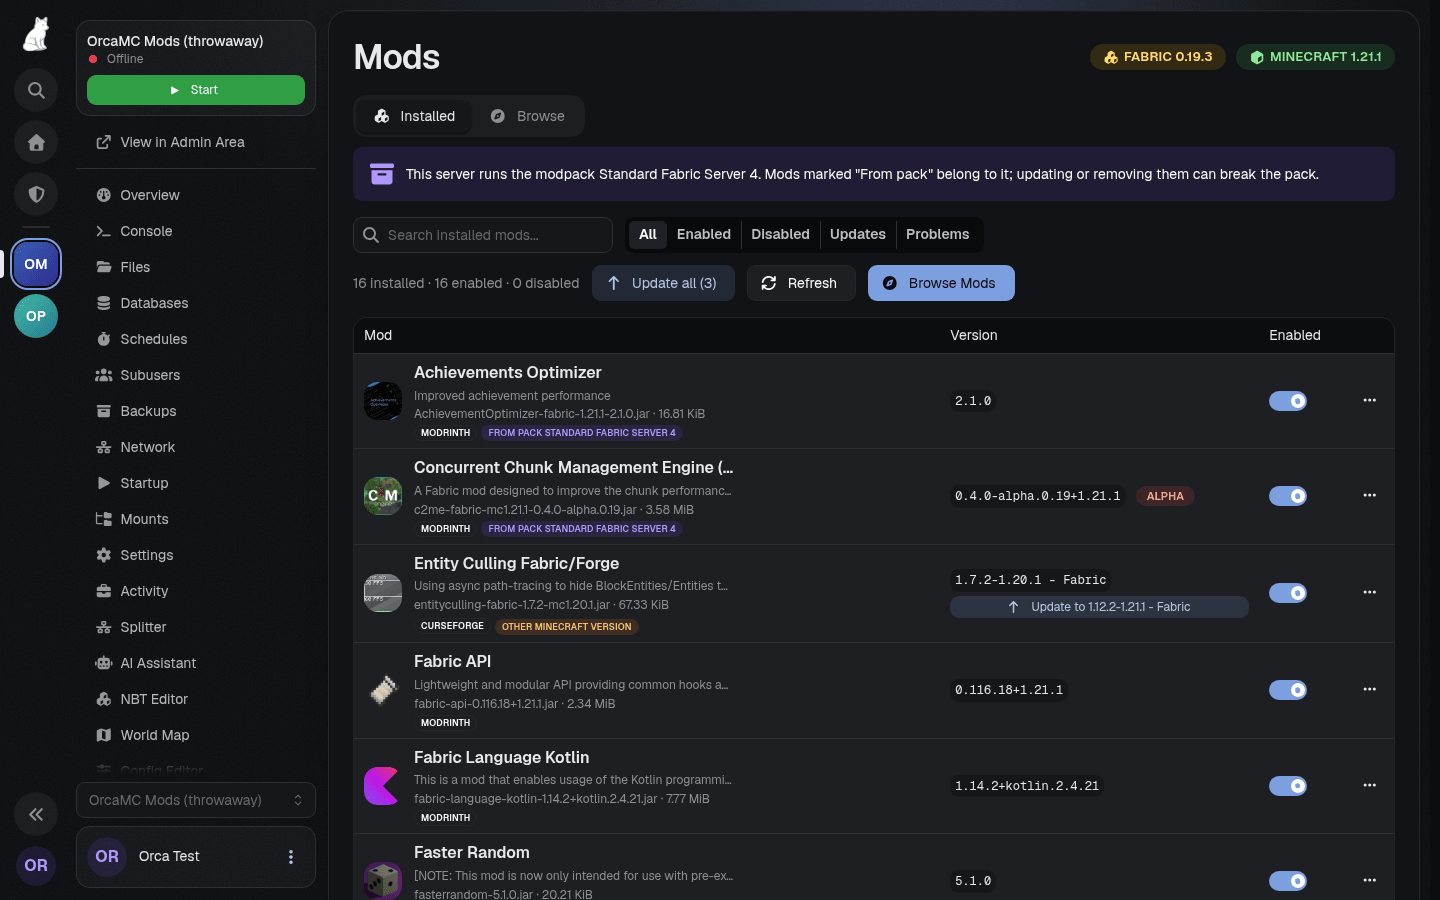 OrcaMC Mods (throwaway)
Offline
Start
View in Admin Area
Overview
Console
Files
Databases
Schedules
Subusers
Backups
Network
Startup
Mounts
Settings
Activity
Splitter
AI Assistant
NBT Editor
World Map
Config Editor
OrcaMC Mods (throwaway)
OR
Orca Test
OM
OP
OR
Mods
FABRIC 0.19.3
MINECRAFT 1.21.1
Installed
Browse
This server runs the modpack Standard Fabric Server 4. Mods marked "From pack" belong to it; updating or removing them can break the pack.
Search installed mods...
All
Enabled
Disabled
Updates
Problems
16 installed · 16 enabled · 0 disabled
Update all (3)
Refresh
Browse Mods
Mod
Version
Enabled
Achievements Optimizer
Improved achievement performance
AchievementOptimizer-fabric-1.21.1-2.1.0.jar · 16.81 KiB
MODRINTH
FROM PACK STANDARD FABRIC SERVER 4
2.1.0
Concurrent Chunk Management Engine (...
A Fabric mod designed to improve the chunk performanc...
c2me-fabric-mc1.21.1-0.4.0-alpha.0.19.jar · 3.58 MiB
MODRINTH
FROM PACK STANDARD FABRIC SERVER 4
0.4.0-alpha.0.19+1.21.1
ALPHA
Entity Culling Fabric/Forge
Using async path-tracing to hide BlockEntities/Entities t...
entityculling-fabric-1.7.2-mc1.20.1.jar · 67.33 KiB
CURSEFORGE
OTHER MINECRAFT VERSION
1.7.2-1.20.1 - Fabric
Update to 1.12.2-1.21.1 - Fabric
Fabric API
Lightweight and modular API providing common hooks a...
fabric-api-0.116.18+1.21.1.jar · 2.34 MiB
MODRINTH
0.116.18+1.21.1
Fabric Language Kotlin
This is a mod that enables usage of the Kotlin programmi...
fabric-language-kotlin-1.14.2+kotlin.2.4.21.jar · 7.77 MiB
MODRINTH
1.14.2+kotlin.2.4.21
Faster Random
[NOTE: This mod is now only intended for use with pre-ex...
fasterrandom-5.1.0.jar · 20.21 KiB
5.1.0